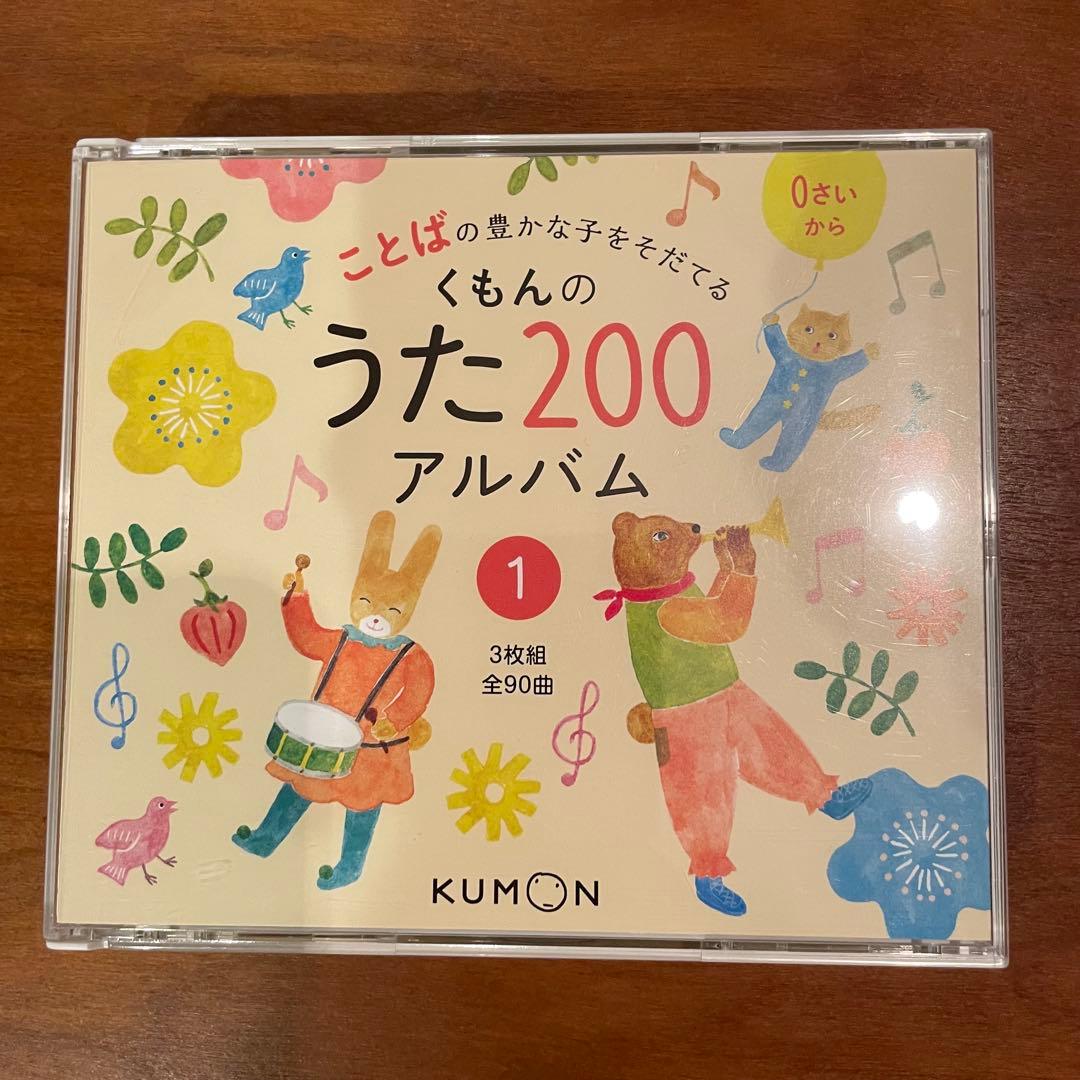 0さい
から
ことばの豊かな子をそだてる
くもんの
うた200
アルバム
1
3枚組
全90曲
KUMON